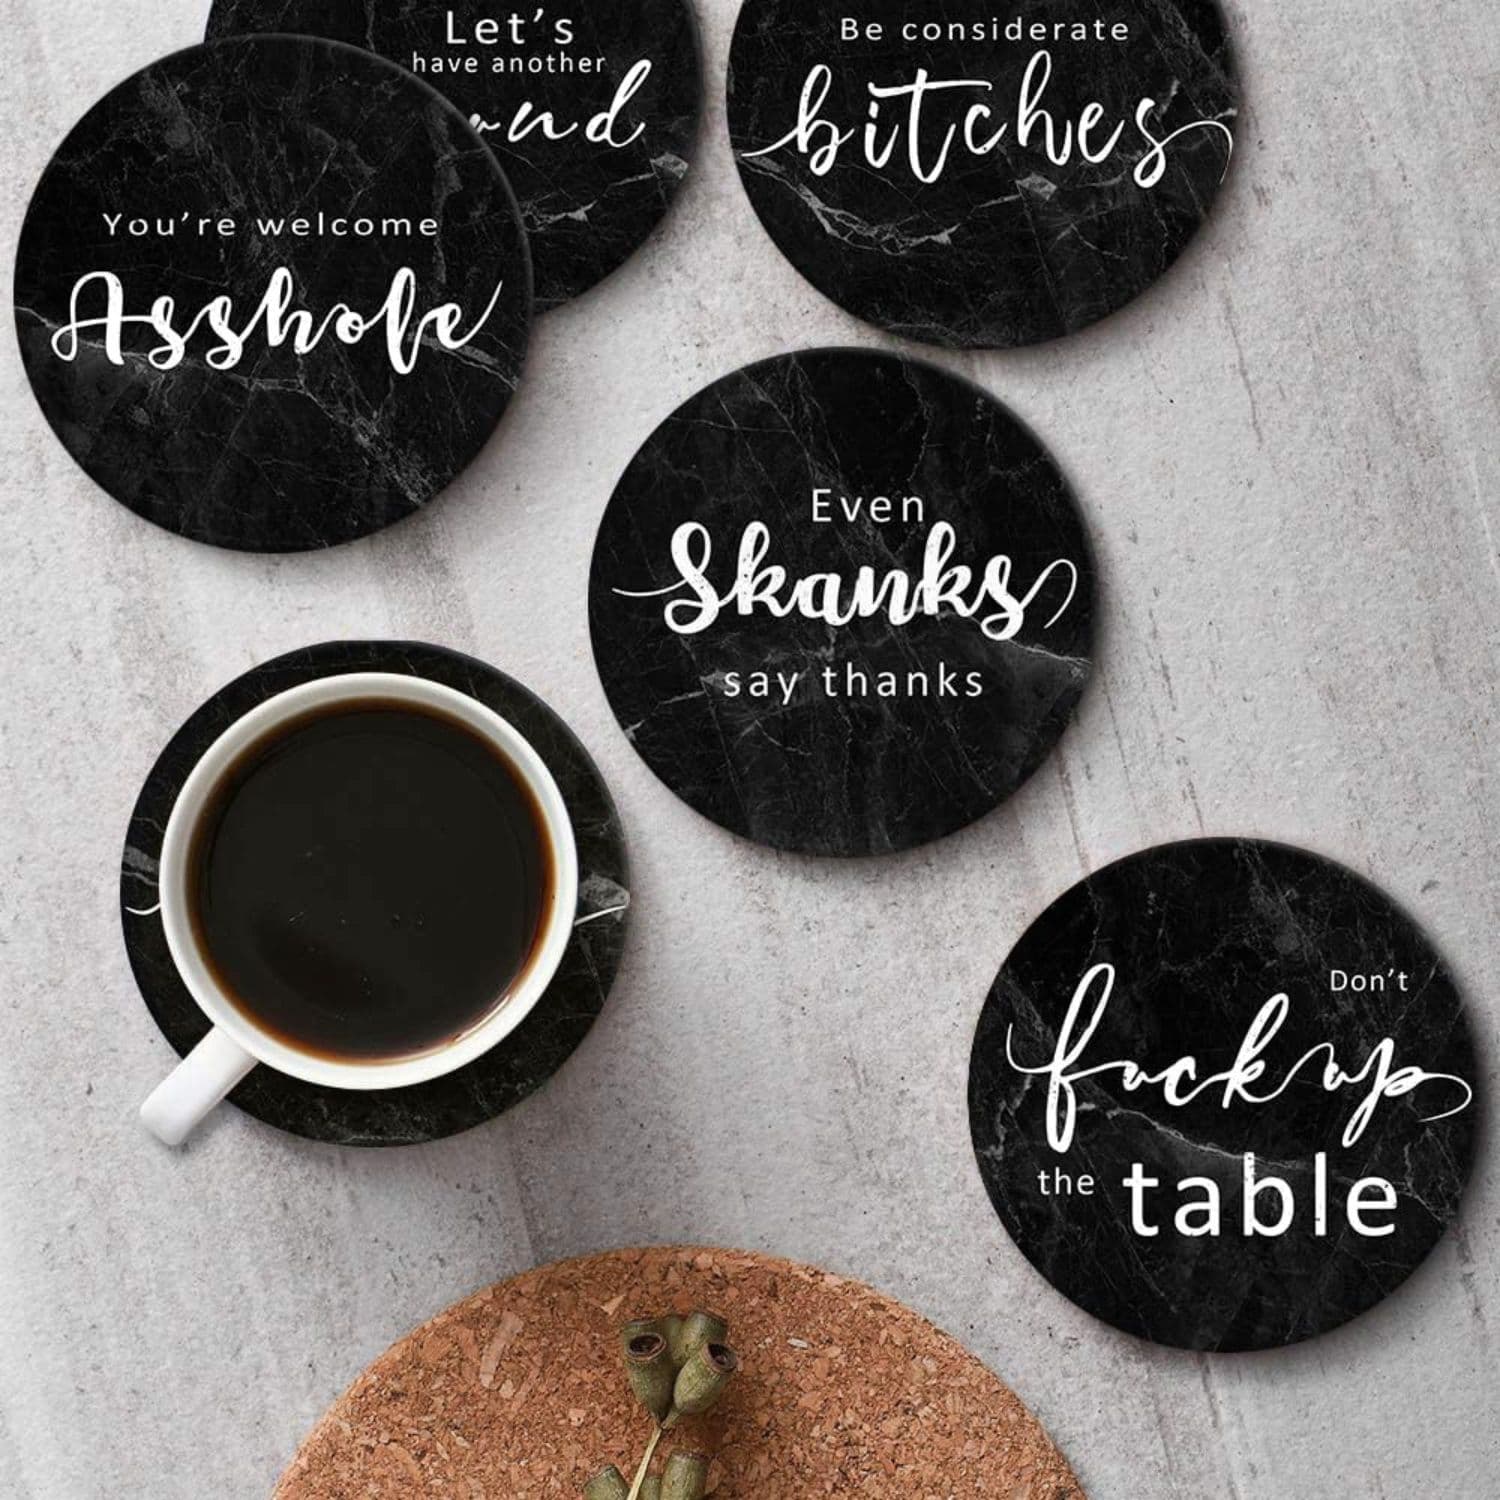 Let's
have another
Be considerate
bitches
You're welcome
Asshole
Even
Skanks
say thanks
Don't
fuck up
the table